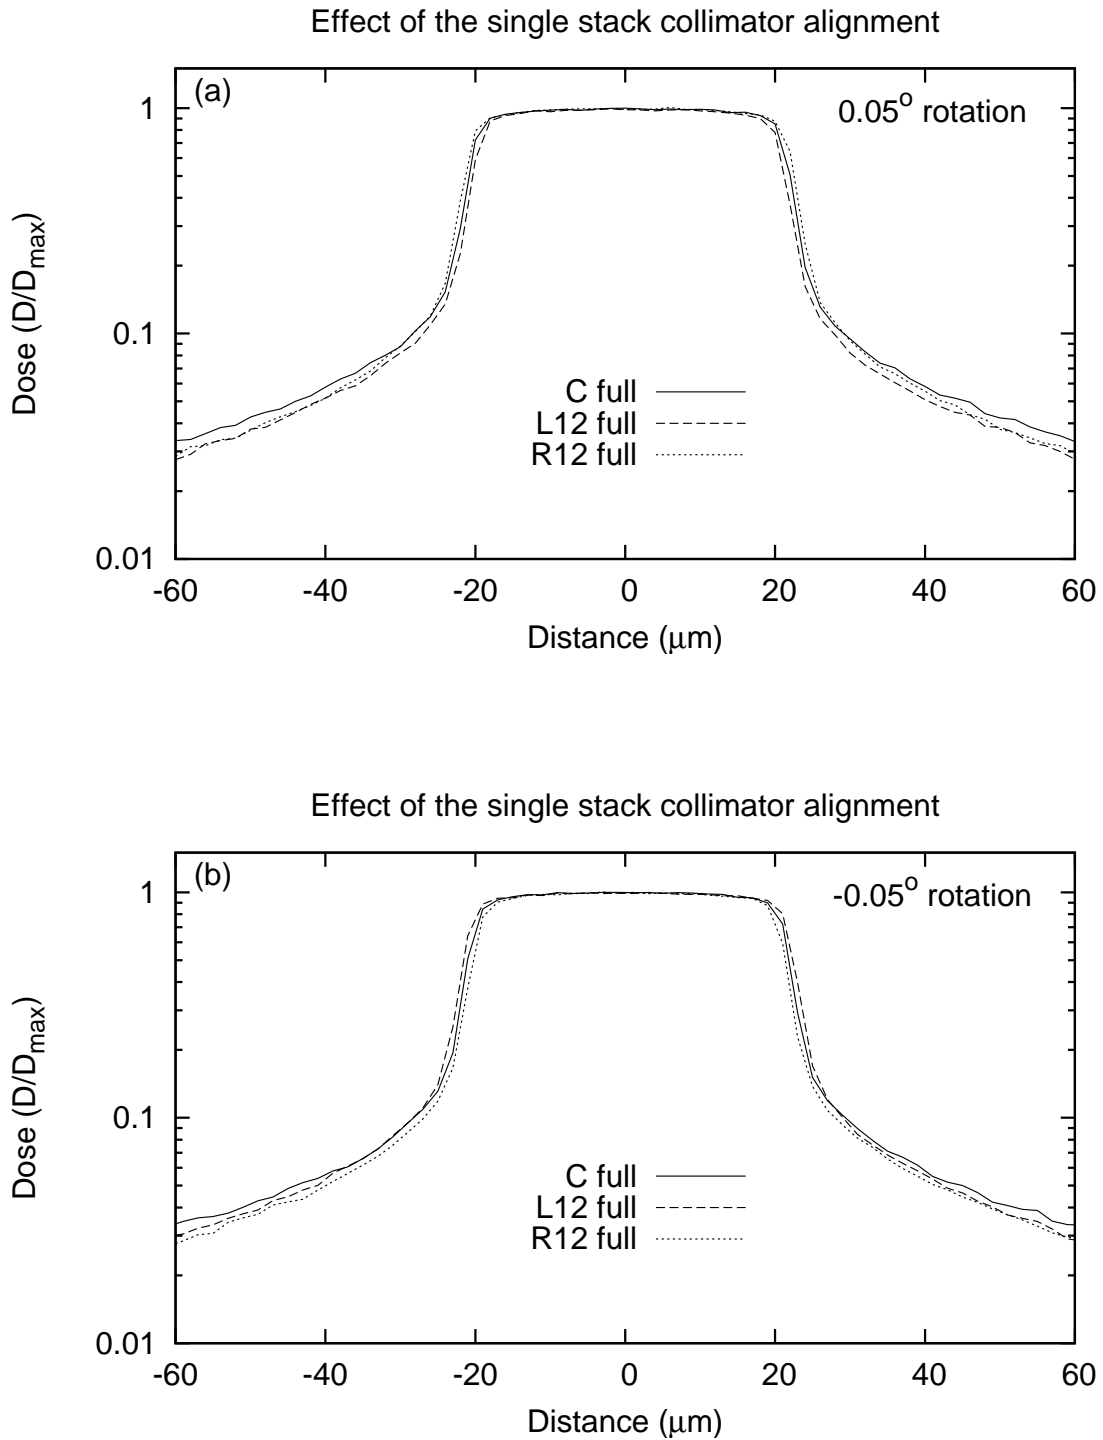 Effect of the single stack collimator alignment
(a)
0.05° rotation
1
0.1
0.01
Dose (D/Dmax)
C full
L12 full
R12 full
-60 -40 -20 0 20 40 60
Distance (μm)
Effect of the single stack collimator alignment
(b)
-0.05° rotation
1
0.1
0.01
Dose (D/Dmax)
C full
L12 full
R12 full
-60 -40 -20 0 20 40 60
Distance (μm)